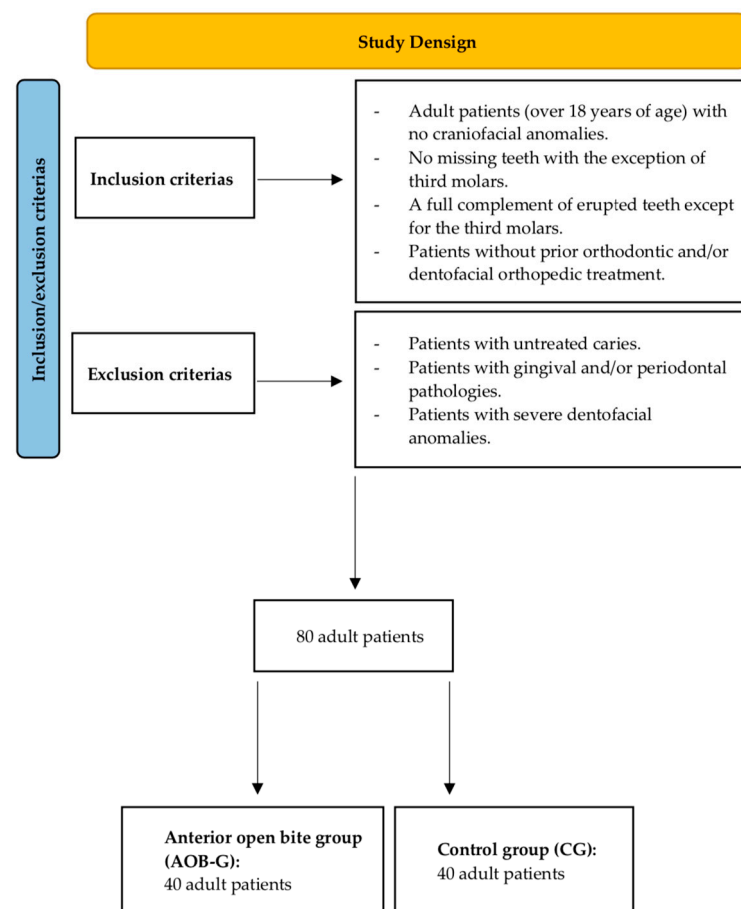 Study Densign
Inclusion/exclusion criterias
Inclusion criterias
- Adult patients (over 18 years of age) with
no craniofacial anomalies.
- No missing teeth with the exception of
third molars.
- A full complement of erupted teeth except
for the third molars.
- Patients without prior orthodontic and/or
dentofacial orthopedic treatment.
Exclusion criterias
- Patients with untreated caries.
- Patients with gingival and/or periodontal
pathologies.
- Patients with severe dentofacial
anomalies.
80 adult patients
Anterior open bite group
(AOB-G):
40 adult patients
Control group (CG):
40 adult patients